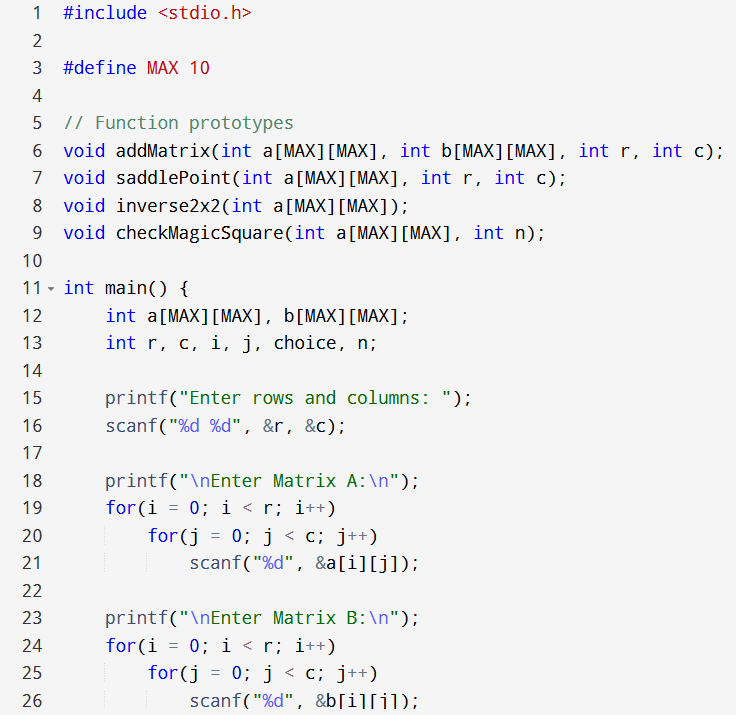 1 #include <stdio.h>
2
3 #define MAX 10
4
5 // Function prototypes
6 void addMatrix(int a[MAX][MAX], int b[MAX][MAX], int r, int c);
7 void saddlePoint(int a[MAX][MAX], int r, int c);
8 void inverse2x2(int a[MAX][MAX]);
9 void checkMagicSquare(int a[MAX][MAX], int n);
10
11 int main() {
12     int a[MAX][MAX], b[MAX][MAX];
13     int r, c, i, j, choice, n;
14
15     printf("Enter rows and columns: ");
16     scanf("%d %d", &r, &c);
17
18     printf("\nEnter Matrix A:\n");
19     for(i = 0; i < r; i++)
20         for(j = 0; j < c; j++)
21             scanf("%d", &a[i][j]);
22
23     printf("\nEnter Matrix B:\n");
24     for(i = 0; i < r; i++)
25         for(j = 0; j < c; j++)
26             scanf("%d", &b[i][j]);